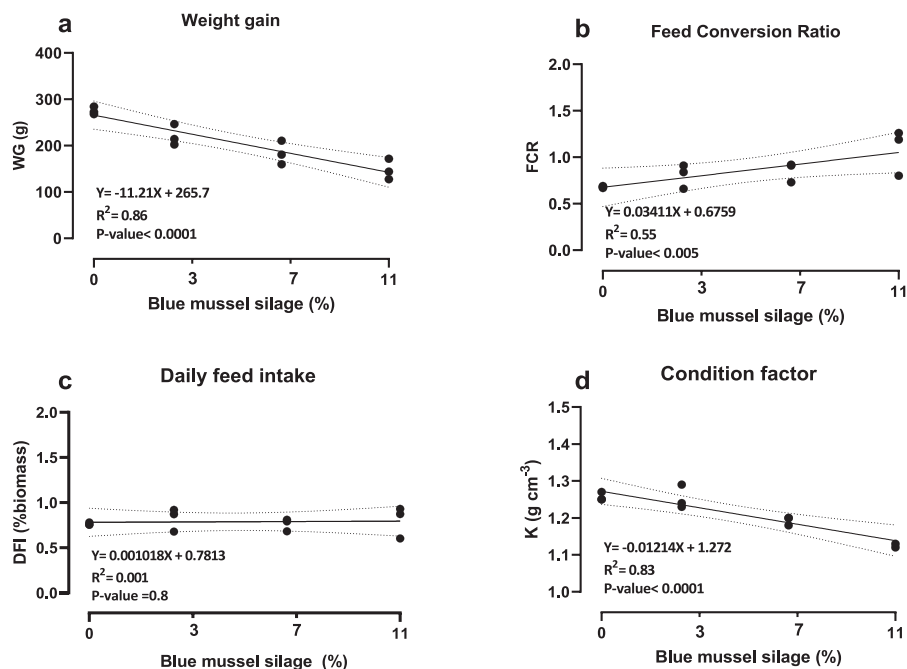 a
Weight gain
400
300
200
100
0
WG (g)
Y= -11.21X + 265.7
R²= 0.86
P-value< 0.0001
0
3
7
11
Blue mussel silage (%)
b
Feed Conversion Ratio
2.0
1.5
1.0
0.5
0.0
FCR
Y= 0.03411X + 0.6759
R²= 0.55
P-value< 0.005
0
3
7
11
Blue mussel silage (%)
c
Daily feed intake
2.0
1.5
1.0
0.5
0.0
DFI (%biomass)
Y= 0.001018X + 0.7813
R²= 0.001
P-value =0.8
0
3
7
11
Blue mussel silage (%)
d
Condition factor
1.5
1.4
1.3
1.2
1.1
1.0
K (g cm⁻³)
Y= -0.01214X + 1.272
R²= 0.83
P-value< 0.0001
0
3
7
11
Blue mussel silage (%)